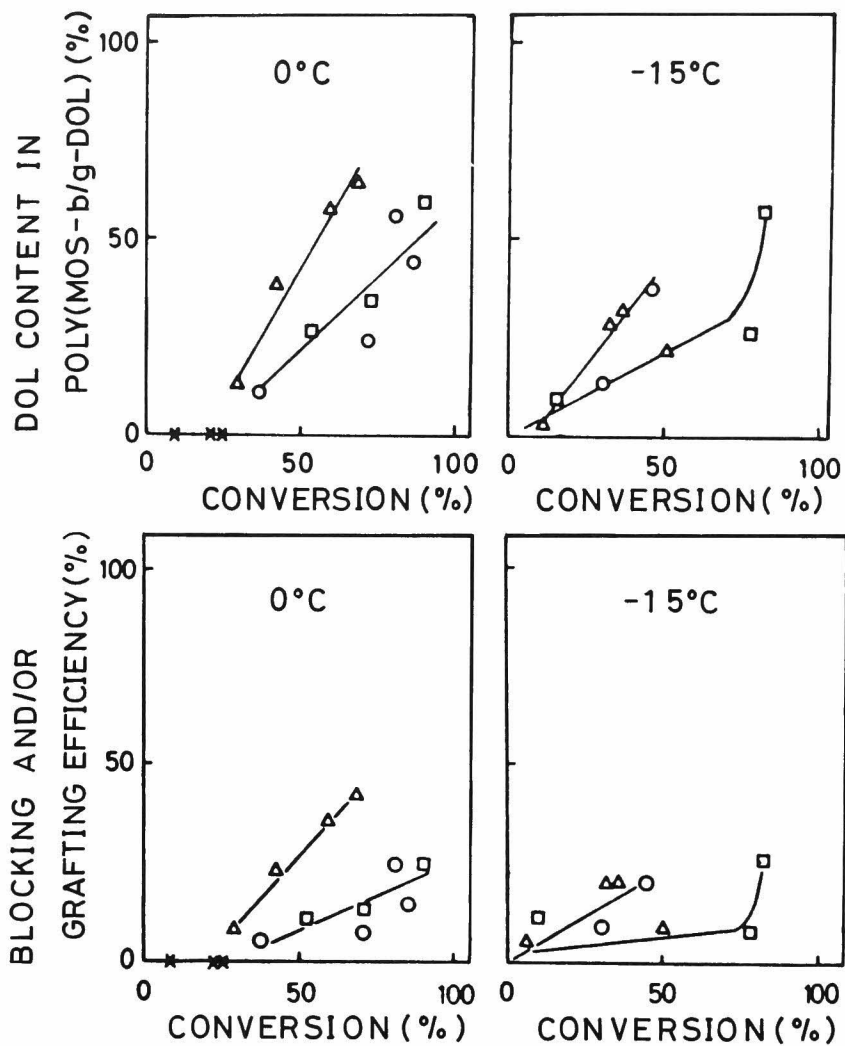 DOL CONTENT IN
POLY(MOS-b/g-DOL) (%)
100
50
0
0°C
-15°C
0 50 100
0 50 100
CONVERSION (%)
CONVERSION (%)
BLOCKING AND/OR
GRAFTING EFFICIENCY (%)
100
50
0
0°C
-15°C
0 50 100
0 50 100
CONVERSION (%)
CONVERSION (%)